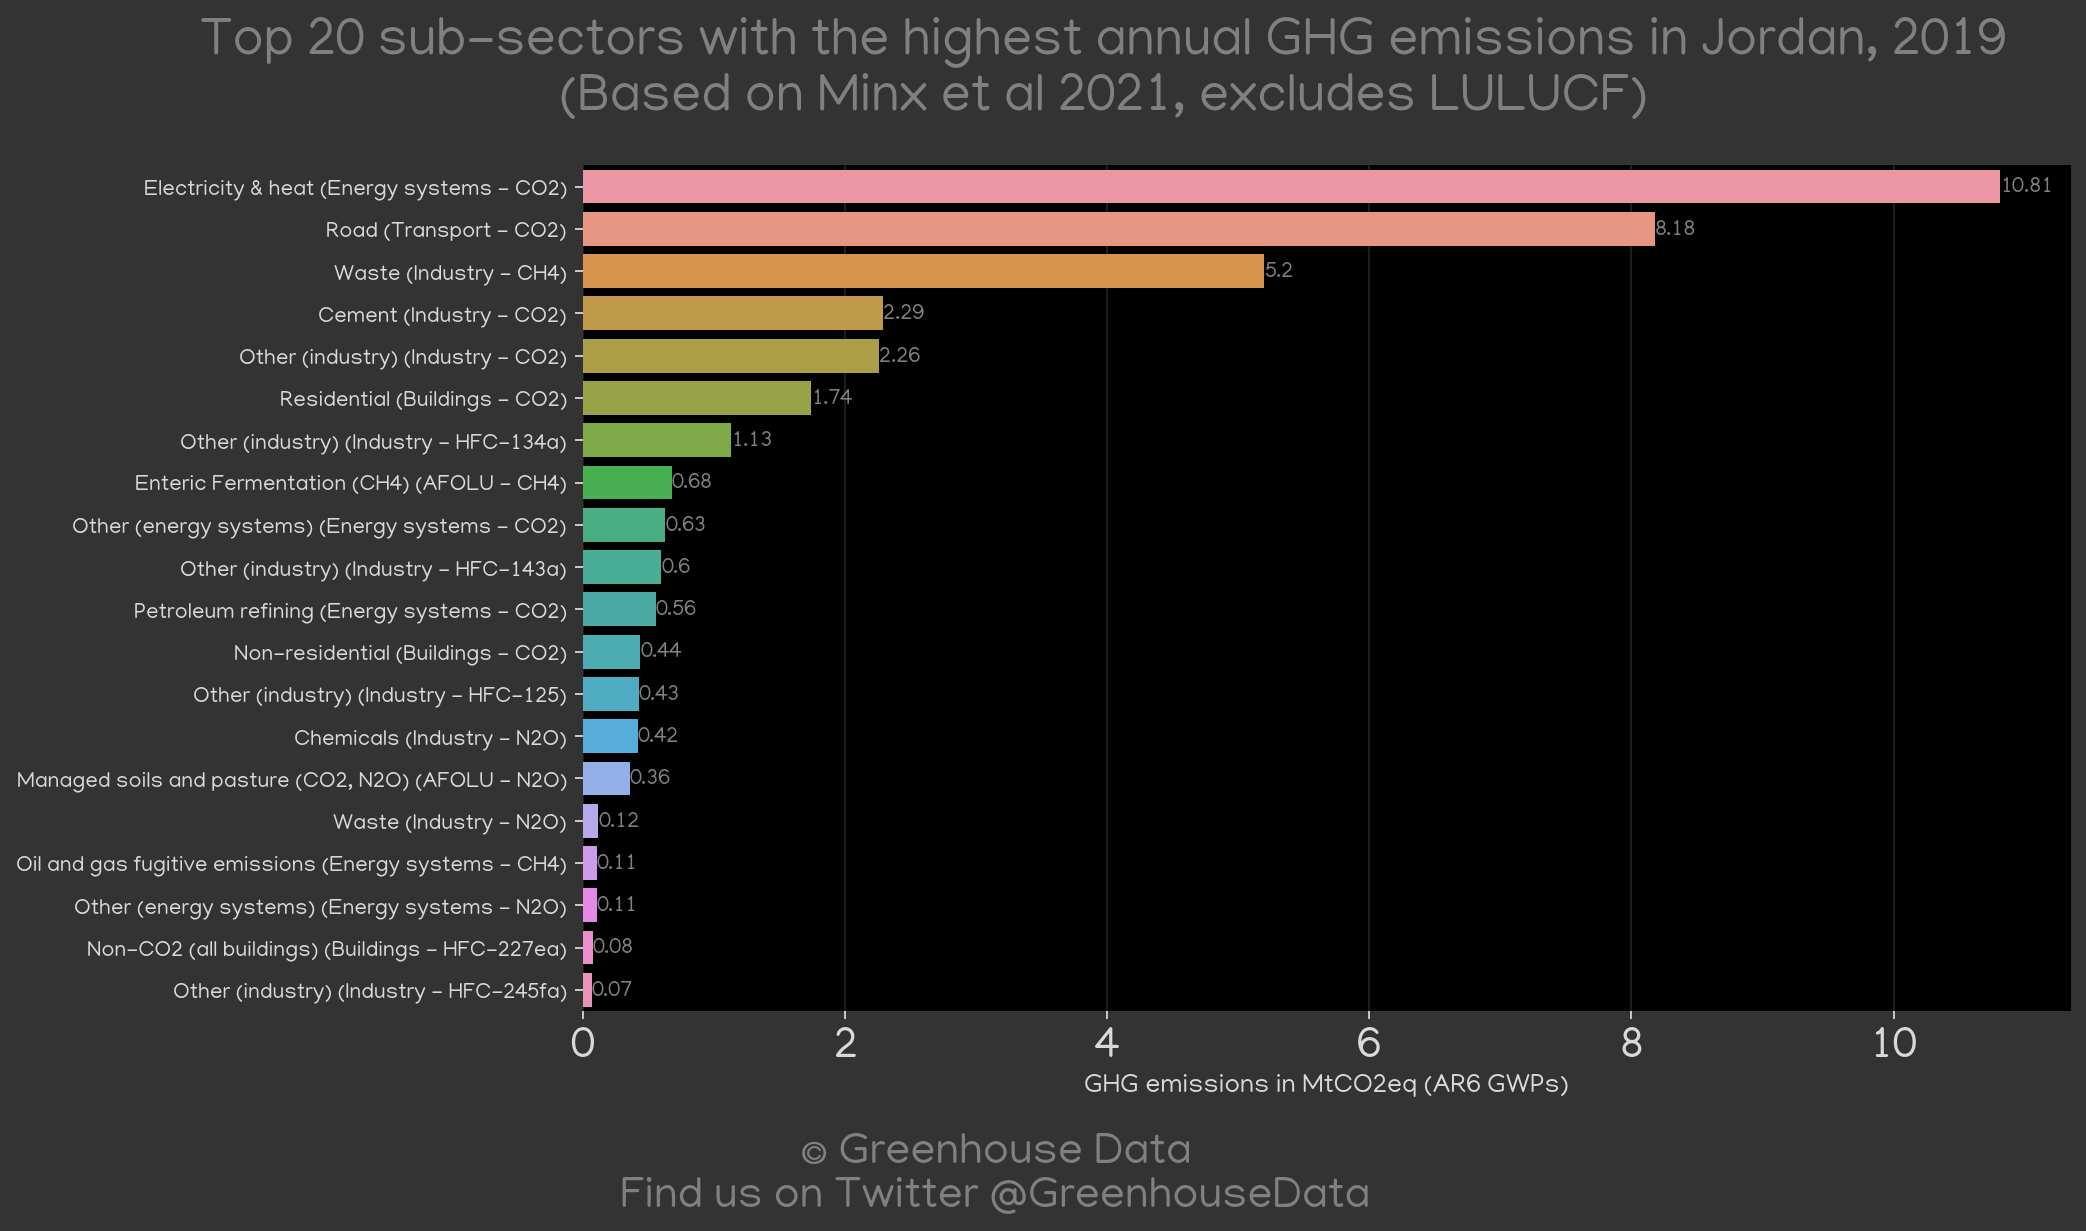 Top 20 sub-sectors with the highest annual GHG emissions in Jordan, 2019
(Based on Minx et al 2021, excludes LULUCF)
Electricity & heat (Energy systems - CO2) 10.81
Road (Transport - CO2) 8.18
Waste (Industry - CH4) 5.2
Cement (Industry - CO2) 2.29
Other (industry) (Industry - CO2) 2.26
Residential (Buildings - CO2) 1.74
Other (industry) (Industry - HFC-134a) 1.13
Enteric Fermentation (CH4) (AFOLU - CH4) 0.68
Other (energy systems) (Energy systems - CO2) 0.63
Other (industry) (Industry - HFC-143a) 0.6
Petroleum refining (Energy systems - CO2) 0.56
Non-residential (Buildings - CO2) 0.44
Other (industry) (Industry - HFC-125) 0.43
Chemicals (Industry - N2O) 0.42
Managed soils and pasture (CO2, N2O) (AFOLU - N2O) 0.36
Waste (Industry - N2O) 0.12
Oil and gas fugitive emissions (Energy systems - CH4) 0.11
Other (energy systems) (Energy systems - N2O) 0.11
Non-CO2 (all buildings) (Buildings - HFC-227ea) 0.08
Other (industry) (Industry - HFC-245fa) 0.07
0 2 4 6 8 10
GHG emissions in MtCO2eq (AR6 GWPs)
© Greenhouse Data
Find us on Twitter @GreenhouseData